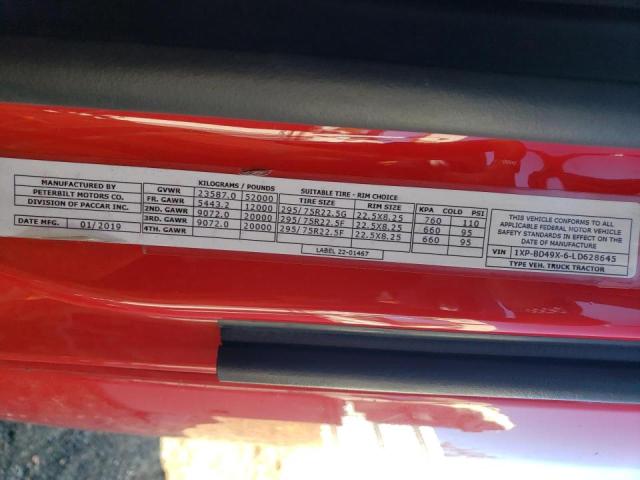 MANUFACTURED BY
PETERBILT MOTORS CO.
DIVISION OF PACCAR INC.
DATE MFG. 01/2019
KILOGRAMS / POUNDS
GVWR 23587.0 52000
FR. GAWR 5443.2 12000
2ND. GAWR 9072.0 20000
3RD. GAWR 9072.0 20000
4TH. GAWR
SUITABLE TIRE - RIM CHOICE
TIRE SIZE RIM SIZE
295/75R22.5G 22.5X8.25
295/75R22.5F 22.5X8.25
295/75R22.5F 22.5X8.25
KPA COLD PSI
760 110
660 95
660 95
LABEL 22-01467
THIS VEHICLE CONFORMS TO ALL
APPLICABLE FEDERAL MOTOR VEHICLE
SAFETY STANDARDS IN EFFECT ON THE
DATE OF MANUFACTURE
VIN 1XP-BD49X-6-LD628645
TYPE VEH. TRUCK TRACTOR